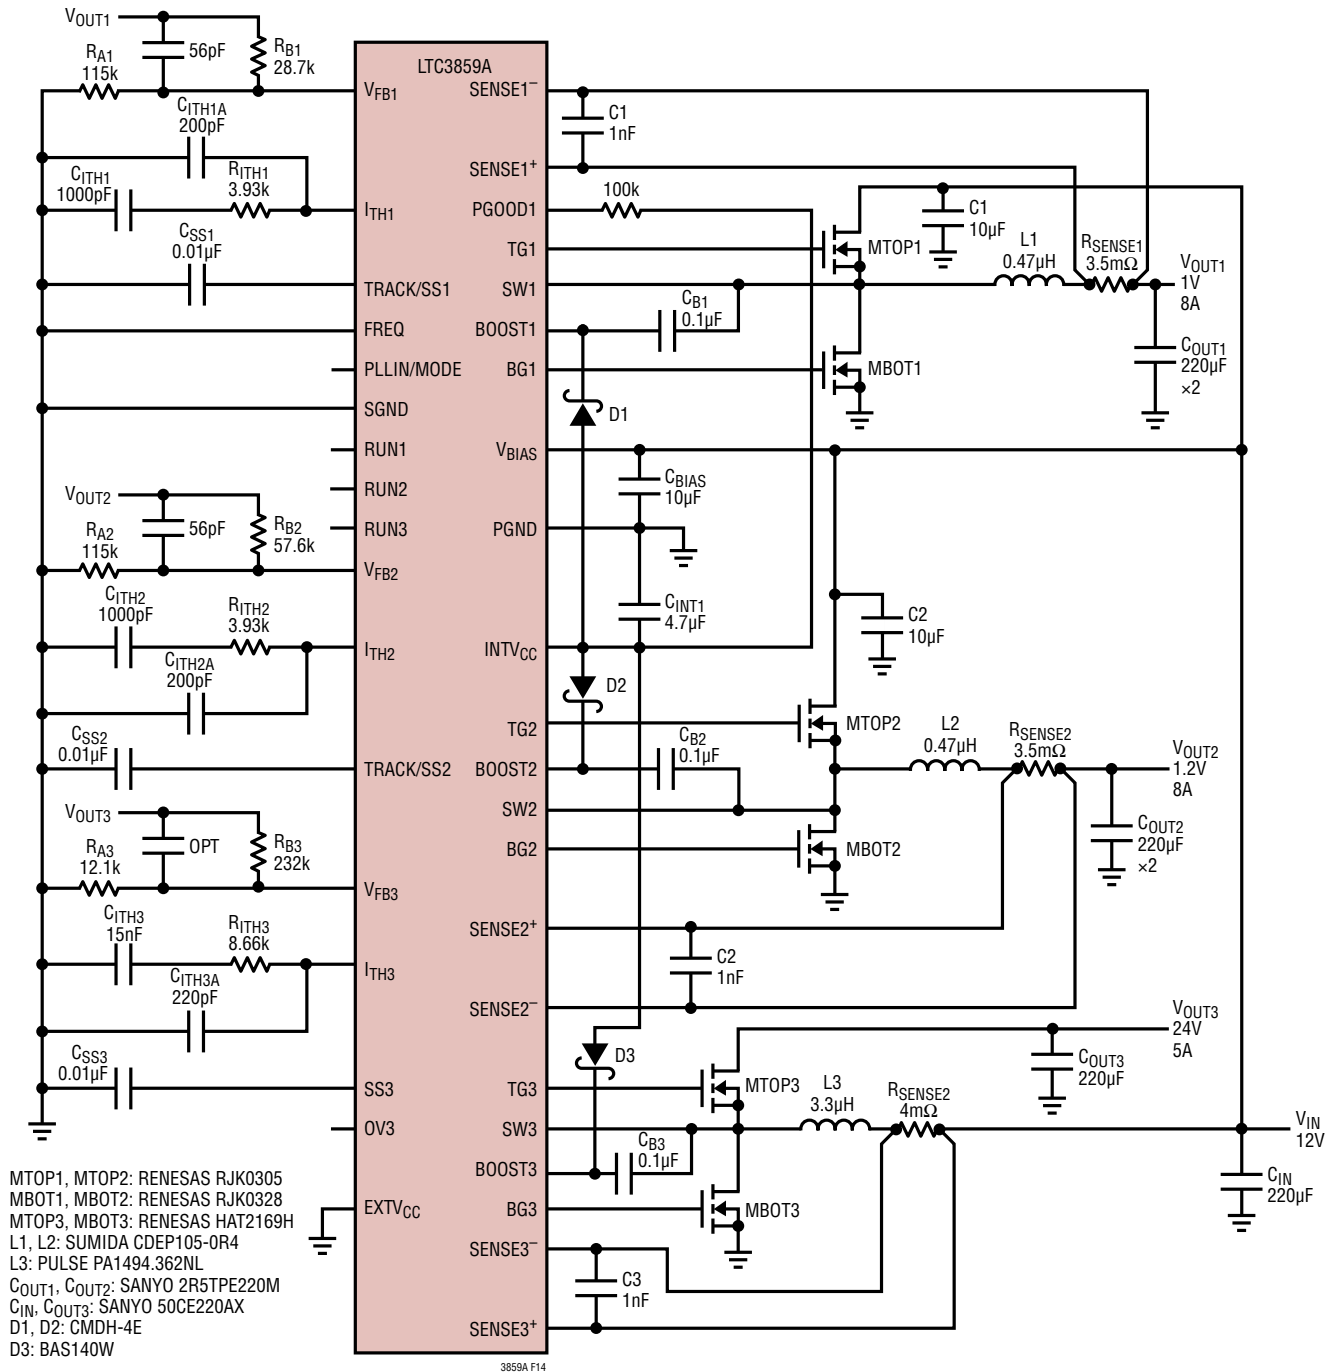 VOUT1
RA1
115k
56pF
RB1
28.7k
CITH1A
200pF
CITH1
1000pF
RITH1
3.93k
CSS1
0.01µF
VOUT2
RA2
115k
56pF
RB2
57.6k
CITH2
1000pF
RITH2
3.93k
CITH2A
200pF
CSS2
0.01µF
VOUT3
RA3
12.1k
OPT
RB3
232k
CITH3
15nF
RITH3
8.66k
CITH3A
220pF
CSS3
0.01µF
LTC3859A
VFB1
ITH1
TRACK/SS1
FREQ
PLLIN/MODE
SGND
RUN1
RUN2
RUN3
VFB2
ITH2
TRACK/SS2
VFB3
ITH3
SS3
OV3
EXTVCC
SENSE1–
SENSE1+
PGOOD1
TG1
SW1
BOOST1
BG1
VBIAS
PGND
INTVCC
TG2
BOOST2
SW2
BG2
SENSE2+
SENSE2–
TG3
SW3
BOOST3
BG3
SENSE3–
SENSE3+
C1
1nF
100k
MTOP1
C1
10µF
L1
0.47µH
RSENSE1
3.5mΩ
VOUT1
1V
8A
CB1
0.1µF
MBOT1
COUT1
220µF
×2
D1
CBIAS
10µF
CINT1
4.7µF
C2
10µF
D2
MTOP2
L2
0.47µH
RSENSE2
3.5mΩ
VOUT2
1.2V
8A
CB2
0.1µF
MBOT2
COUT2
220µF
×2
C2
1nF
VOUT3
24V
5A
D3
MTOP3
L3
3.3µH
RSENSE2
4mΩ
COUT3
220µF
CB3
0.1µF
MBOT3
VIN
12V
CIN
220µF
C3
1nF
MTOP1, MTOP2: RENESAS RJK0305
MBOT1, MBOT2: RENESAS RJK0328
MTOP3, MBOT3: RENESAS HAT2169H
L1, L2: SUMIDA CDEP105-0R4
L3: PULSE PA1494.362NL
COUT1, COUT2: SANYO 2R5TPE220M
CIN, COUT3: SANYO 50CE220AX
D1, D2: CMDH-4E
D3: BAS140W
3859A F14